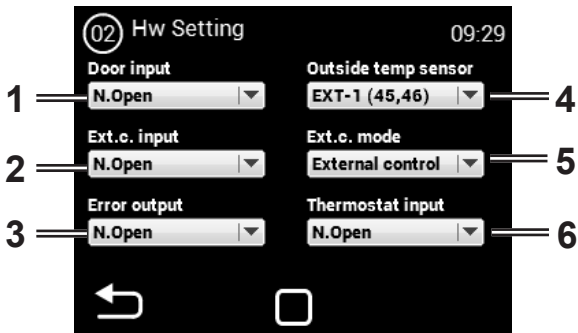 02 Hw Setting 09:29
Door input Outside temp sensor
1 N.Open EXT-1 (45,46) 4
Ext.c. input Ext.c. mode
2 N.Open External control 5
Error output Thermostat input
3 N.Open N.Open 6